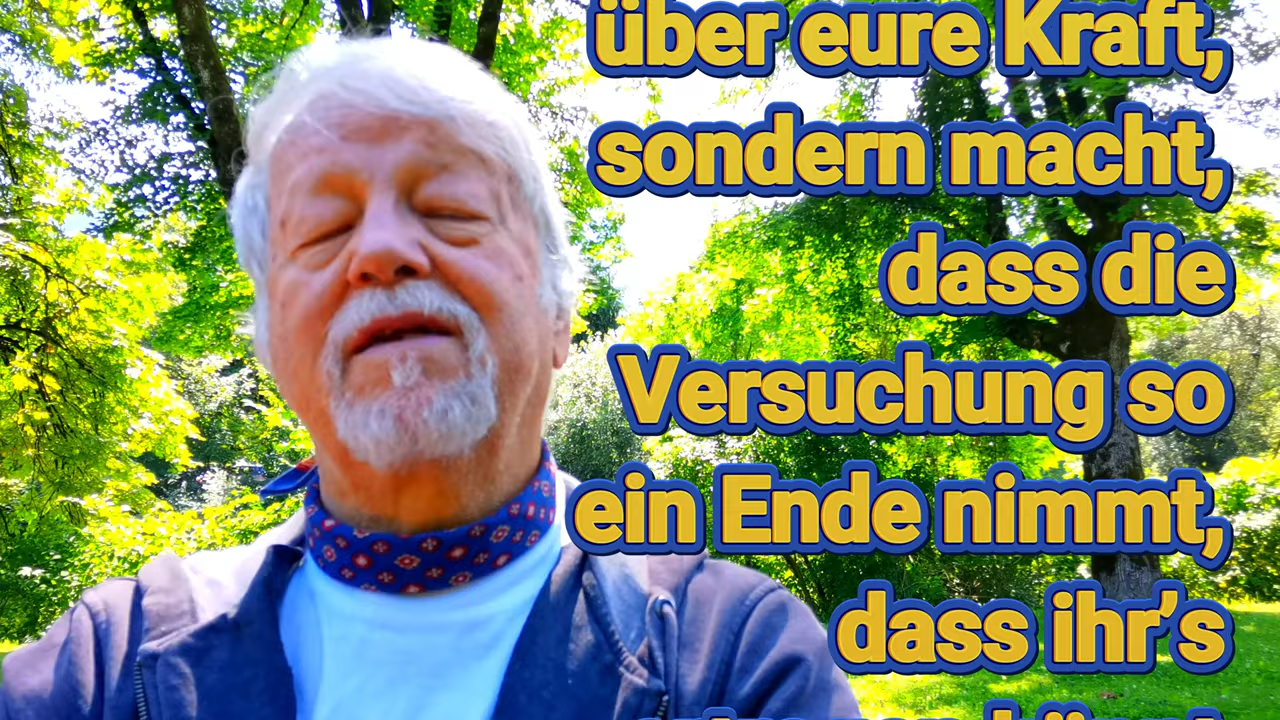 über eure Kraft,
sondern macht,
dass die
Versuchung so
ein Ende nimmt,
dass ihr’s